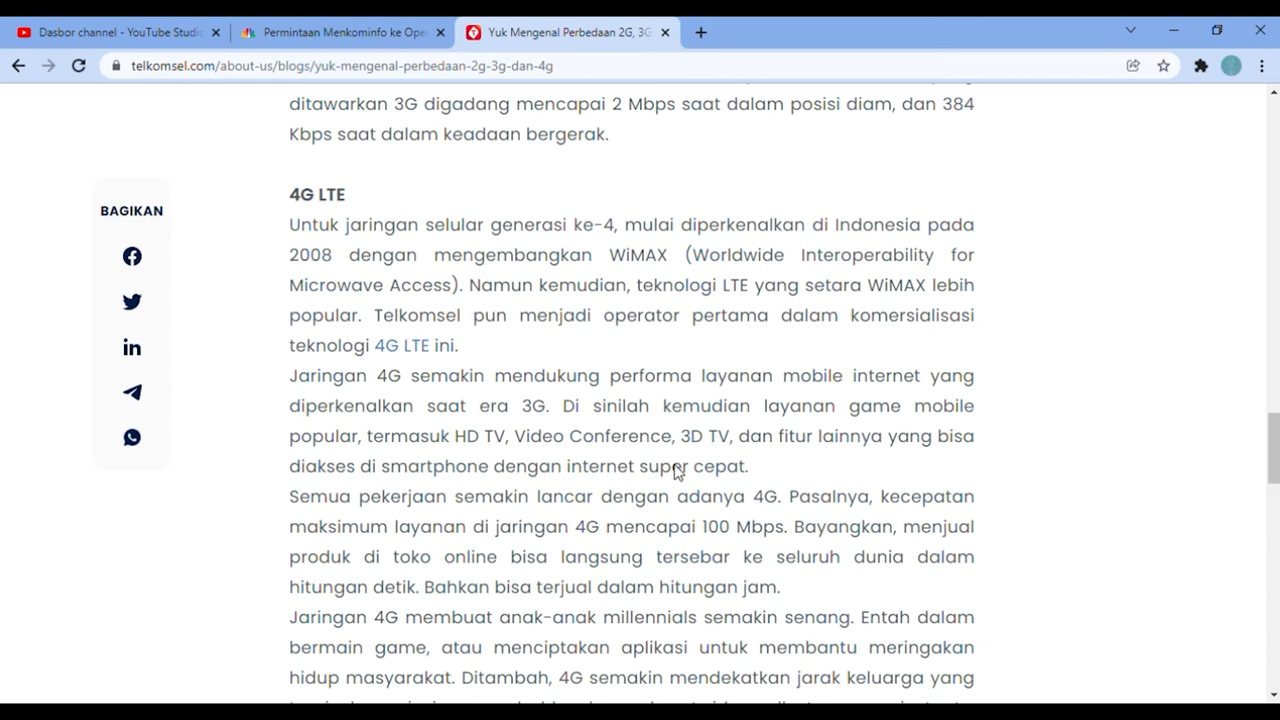 Dasbor channel - YouTube Studio
Permintaan Menkominfo ke Ope
Yuk Mengenal Perbedaan 2G, 3G
telkomsel.com/about-us/blogs/yuk-mengenal-perbedaan-2g-3g-dan-4g
ditawarkan 3G digadang mencapai 2 Mbps saat dalam posisi diam, dan 384
Kbps saat dalam keadaan bergerak.
BAGIKAN
4G LTE
Untuk jaringan selular generasi ke-4, mulai diperkenalkan di Indonesia pada
2008 dengan mengembangkan WiMAX (Worldwide Interoperability for
Microwave Access). Namun kemudian, teknologi LTE yang setara WiMAX lebih
popular. Telkomsel pun menjadi operator pertama dalam komersialisasi
teknologi 4G LTE ini.
Jaringan 4G semakin mendukung performa layanan mobile internet yang
diperkenalkan saat era 3G. Di sinilah kemudian layanan game mobile
popular, termasuk HD TV, Video Conference, 3D TV, dan fitur lainnya yang bisa
diakses di smartphone dengan internet super cepat.
Semua pekerjaan semakin lancar dengan adanya 4G. Pasalnya, kecepatan
maksimum layanan di jaringan 4G mencapai 100 Mbps. Bayangkan, menjual
produk di toko online bisa langsung tersebar ke seluruh dunia dalam
hitungan detik. Bahkan bisa terjual dalam hitungan jam.
Jaringan 4G membuat anak-anak millennials semakin senang. Entah dalam
bermain game, atau menciptakan aplikasi untuk membantu meringakan
hidup masyarakat. Ditambah, 4G semakin mendekatkan jarak keluarga yang